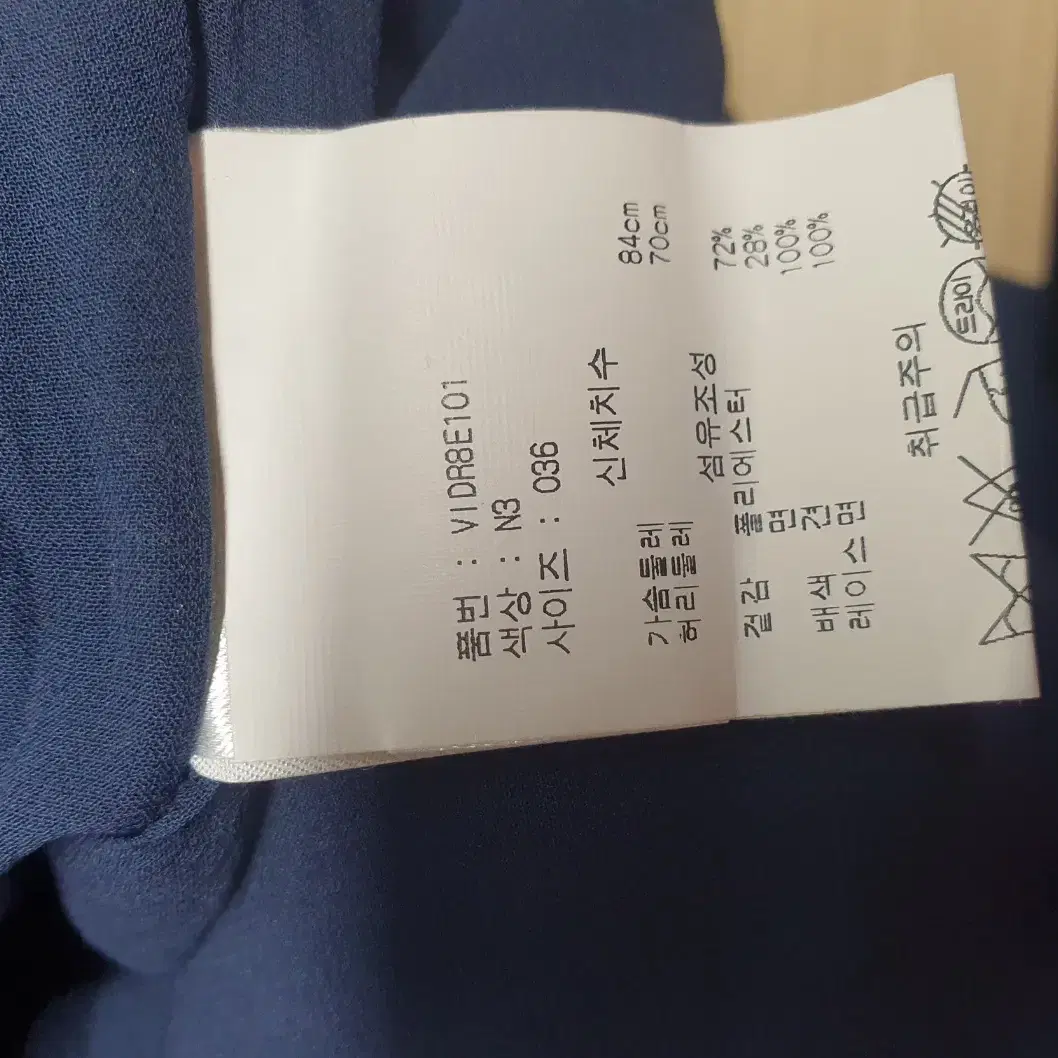 품번 : VIDR8E101
색상 : N3
사이즈 : 036
신체치수
가슴둘레 84cm
허리둘레 70cm
섬유조성
겉감 폴리에스터 72%
면 28%
배색 견 100%
레이스 면 100%
취급주의
드라이